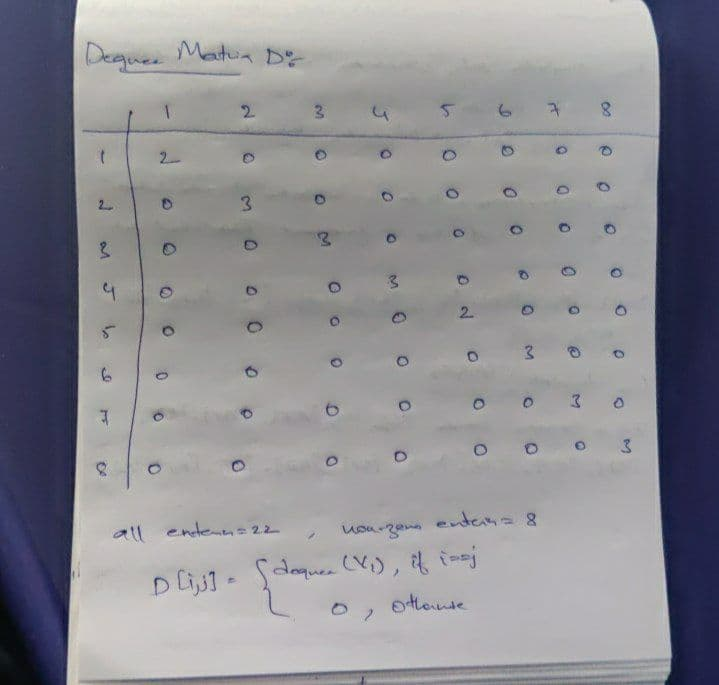 Degree Matrix D:-
1 2 3 4 5 6 7 8
1 2 0 0 0 0 0 0 0
2 0 3 0 0 0 0 0 0
3 0 0 3 0 0 0 0 0
4 0 0 0 3 0 0 0 0
5 0 0 0 0 2 0 0 0
6 0 0 0 0 0 3 0 0
7 0 0 0 0 0 0 3 0
8 0 0 0 0 0 0 0 3
all enteries=22 , non-zeros enteries = 8
D[i,j] = { degree (Vi), if i==j
0 , otherwise